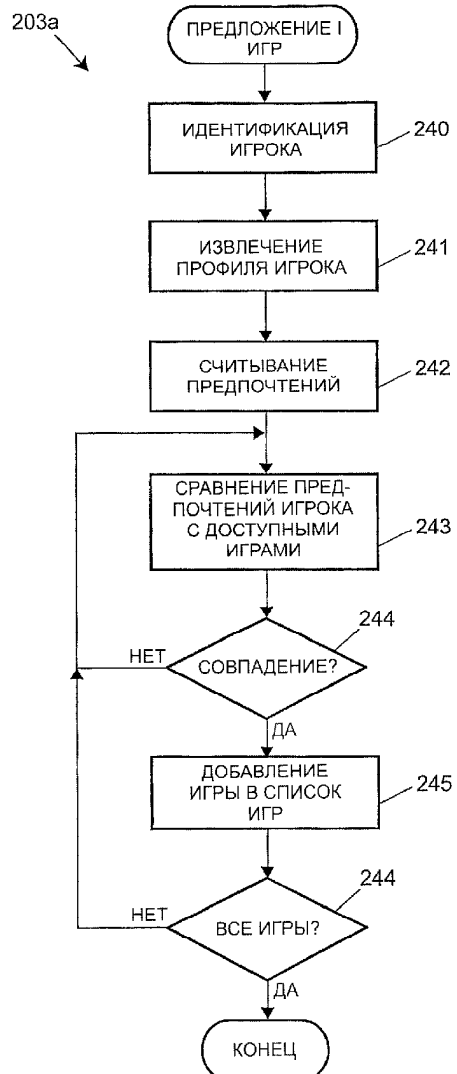 203a
ПРЕДЛОЖЕНИЕ I
ИГР
ИДЕНТИФИКАЦИЯ
ИГРОКА
240
ИЗВЛЕЧЕНИЕ
ПРОФИЛЯ ИГРОКА
241
СЧИТЫВАНИЕ
ПРЕДПОЧТЕНИЙ
242
СРАВНЕНИЕ ПРЕД-
ПОЧТЕНИЙ ИГРОКА
С ДОСТУПНЫМИ
ИГРАМИ
243
244
НЕТ
СОВПАДЕНИЕ?
ДА
ДОБАВЛЕНИЕ
ИГРЫ В СПИСОК
ИГР
245
244
НЕТ
ВСЕ ИГРЫ?
ДА
КОНЕЦ